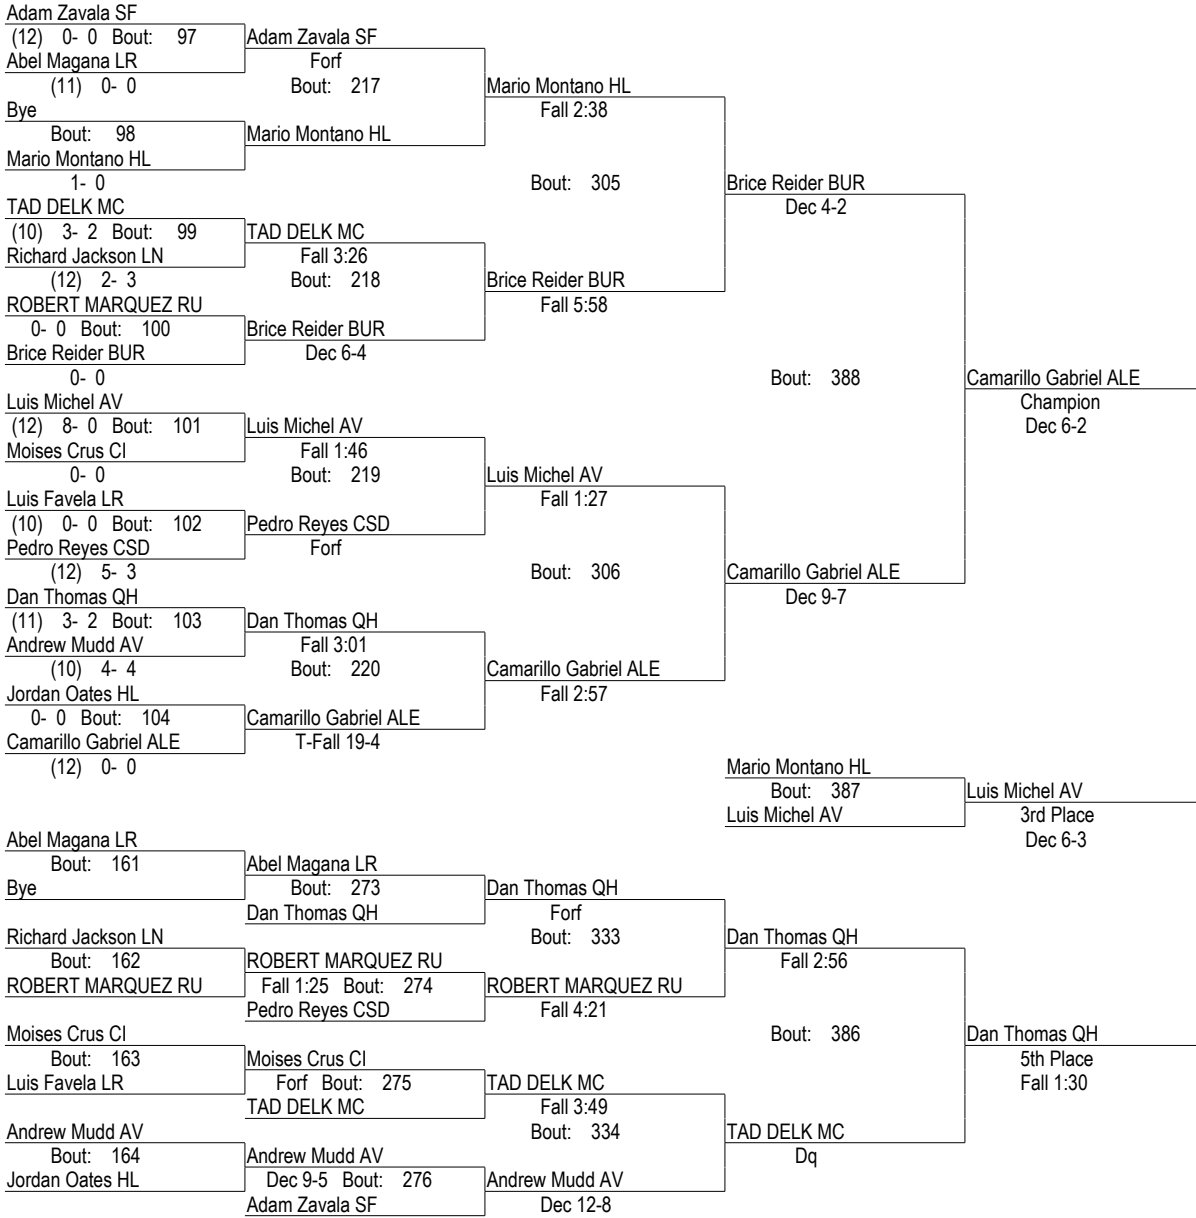 Adam Zavala SF
(12) 0- 0 Bout: 97 Adam Zavala SF
Abel Magana LR Forf
(11) 0- 0 Bout: 217 Mario Montano HL
Bye Fall 2:38
Bout: 98 Mario Montano HL
Mario Montano HL
1- 0 Bout: 305 Brice Reider BUR
TAD DELK MC Dec 4-2
(10) 3- 2 Bout: 99 TAD DELK MC
Richard Jackson LN Fall 3:26
(12) 2- 3 Bout: 218 Brice Reider BUR
ROBERT MARQUEZ RU Fall 5:58
0- 0 Bout: 100 Brice Reider BUR
Brice Reider BUR Dec 6-4
0- 0 Bout: 388 Camarillo Gabriel ALE
Luis Michel AV Champion
(12) 8- 0 Bout: 101 Luis Michel AV Dec 6-2
Moises Crus CI Fall 1:46
0- 0 Bout: 219 Luis Michel AV
Luis Favela LR Fall 1:27
(10) 0- 0 Bout: 102 Pedro Reyes CSD
Pedro Reyes CSD Forf
(12) 5- 3 Bout: 306 Camarillo Gabriel ALE
Dan Thomas QH Dec 9-7
(11) 3- 2 Bout: 103 Dan Thomas QH
Andrew Mudd AV Fall 3:01
(10) 4- 4 Bout: 220 Camarillo Gabriel ALE
Jordan Oates HL Fall 2:57
0- 0 Bout: 104 Camarillo Gabriel ALE
Camarillo Gabriel ALE T-Fall 19-4
(12) 0- 0 Mario Montano HL
Bout: 387 Luis Michel AV
Luis Michel AV 3rd Place
Abel Magana LR Dec 6-3
Bout: 161 Abel Magana LR
Bye Bout: 273 Dan Thomas QH
Dan Thomas QH Forf
Richard Jackson LN Bout: 333 Dan Thomas QH
Bout: 162 ROBERT MARQUEZ RU Fall 2:56
ROBERT MARQUEZ RU Fall 1:25 Bout: 274 ROBERT MARQUEZ RU
Pedro Reyes CSD Fall 4:21
Moises Crus CI Bout: 386 Dan Thomas QH
Bout: 163 Moises Crus CI 5th Place
Luis Favela LR Forf Bout: 275 TAD DELK MC Fall 1:30
TAD DELK MC Fall 3:49
Andrew Mudd AV Bout: 334 TAD DELK MC
Bout: 164 Andrew Mudd AV Dq
Jordan Oates HL Dec 9-5 Bout: 276 Andrew Mudd AV
Adam Zavala SF Dec 12-8